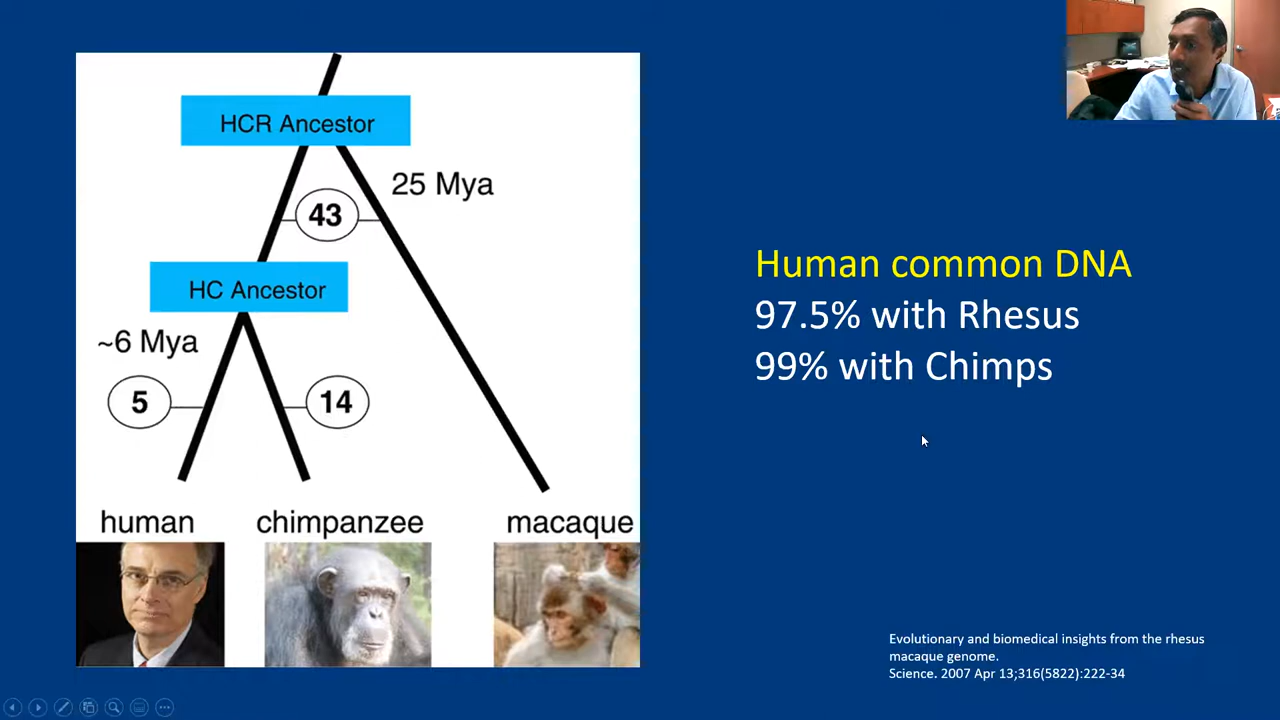 HCR Ancestor
25 Mya
43
HC Ancestor
~6 Mya
5
14
human
chimpanzee
macaque
Human common DNA
97.5% with Rhesus
99% with Chimps
Evolutionary and biomedical insights from the rhesus
macaque genome.
Science. 2007 Apr 13;316(5822):222-34